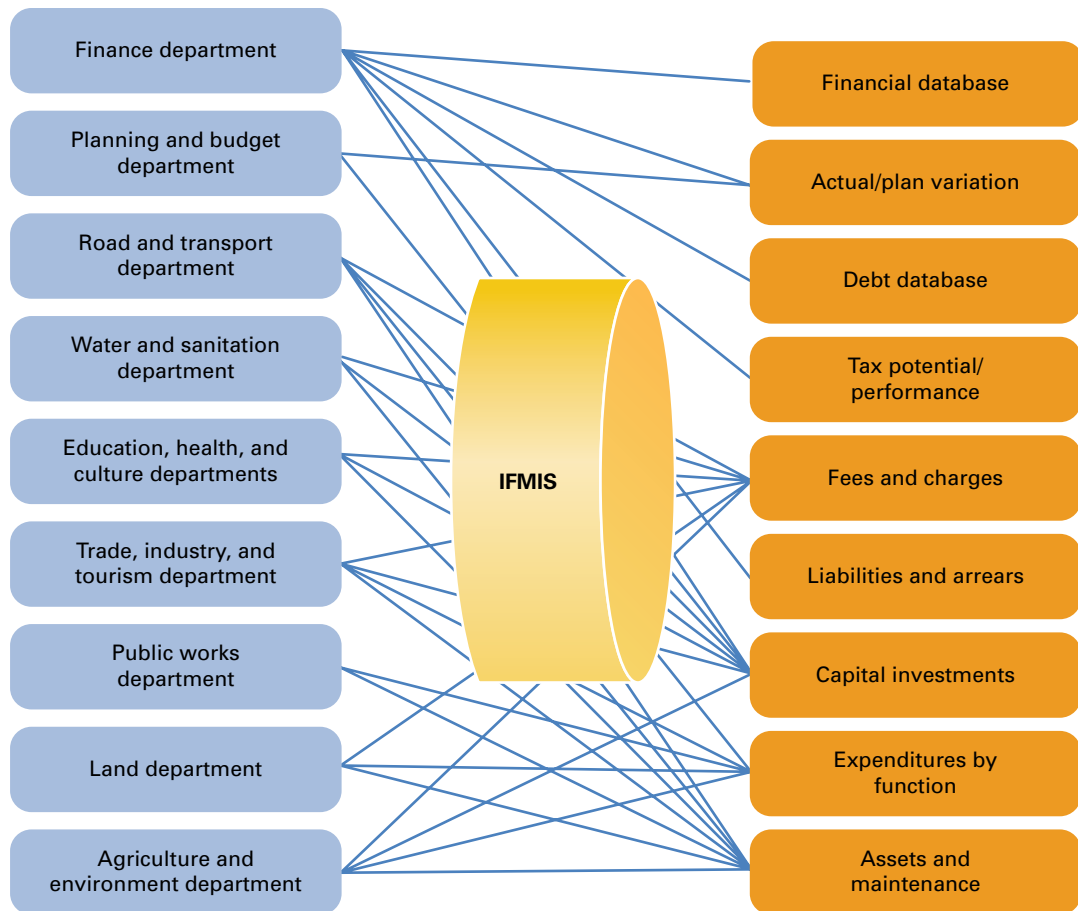 Finance department
Planning and budget
department
Road and transport
department
Water and sanitation
department
Education, health, and
culture departments
Trade, industry, and
tourism department
Public works
department
Land department
Agriculture and
environment department
IFMIS
Financial database
Actual/plan variation
Debt database
Tax potential/
performance
Fees and charges
Liabilities and arrears
Capital investments
Expenditures by
function
Assets and
maintenance